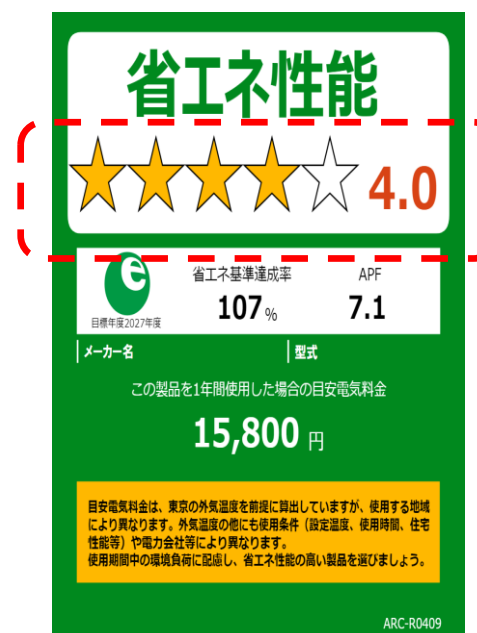 省エネ性能
★★★★☆ 4.0
e
省エネ基準達成率 APF
目標年度2027年度 107% 7.1
メーカー名 型式
この製品を1年間使用した場合の目安電気料金
15,800 円
目安電気料金は、東京の外気温度を前提に算出していますが、使用する地域
により異なります。外気温度の他にも使用条件（設定温度、使用時間、住宅
性能等）や電力会社等により異なります。
使用期間中の環境負荷に配慮し、省エネ性能の高い製品を選びましょう。
ARC-R0409